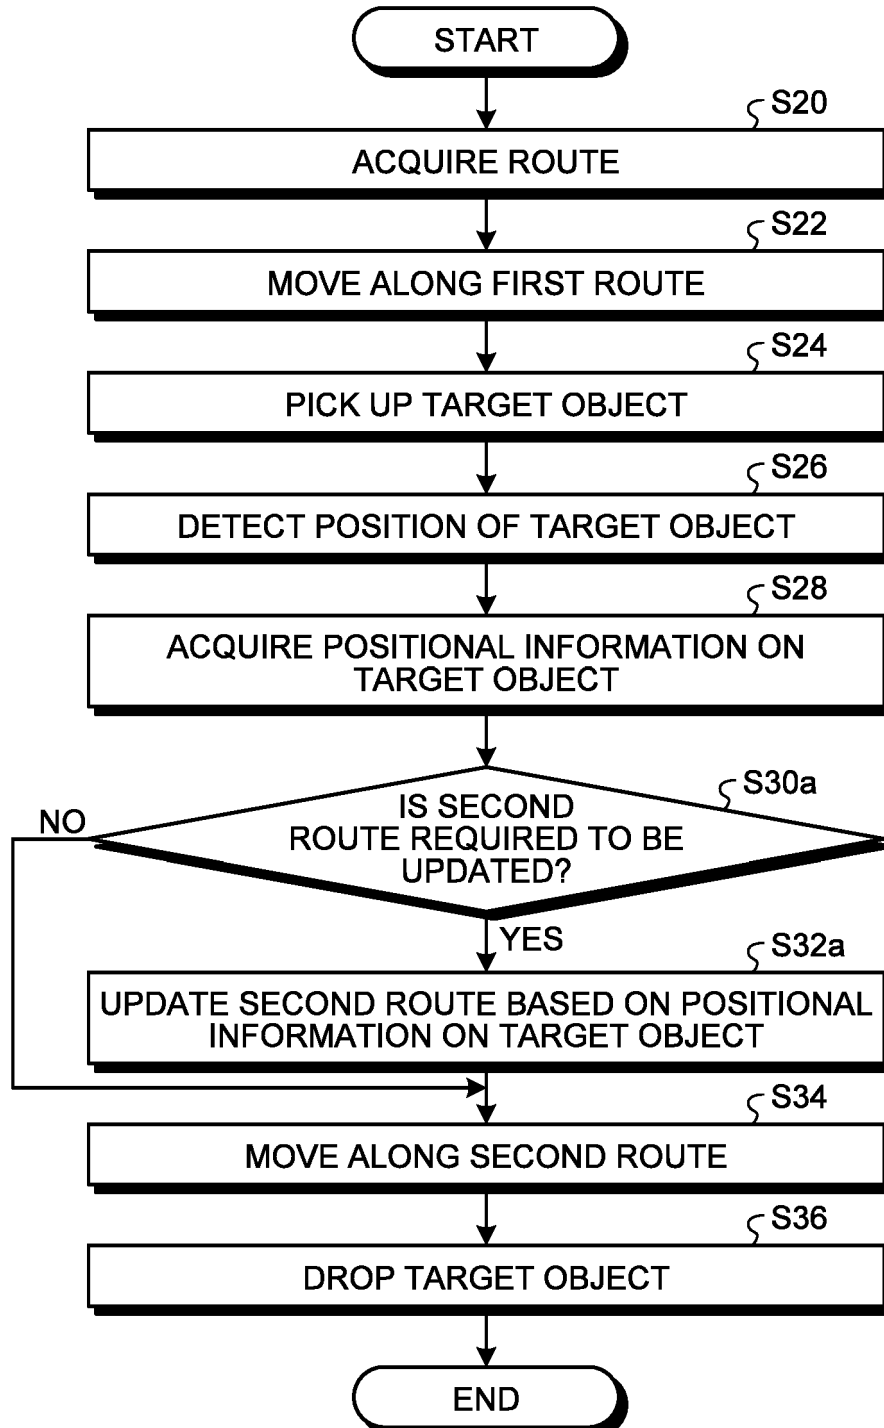 START
S20
ACQUIRE ROUTE
S22
MOVE ALONG FIRST ROUTE
S24
PICK UP TARGET OBJECT
S26
DETECT POSITION OF TARGET OBJECT
S28
ACQUIRE POSITIONAL INFORMATION ON
TARGET OBJECT
S30a
IS SECOND
ROUTE REQUIRED TO BE
UPDATED?
NO
YES
S32a
UPDATE SECOND ROUTE BASED ON POSITIONAL
INFORMATION ON TARGET OBJECT
S34
MOVE ALONG SECOND ROUTE
S36
DROP TARGET OBJECT
END